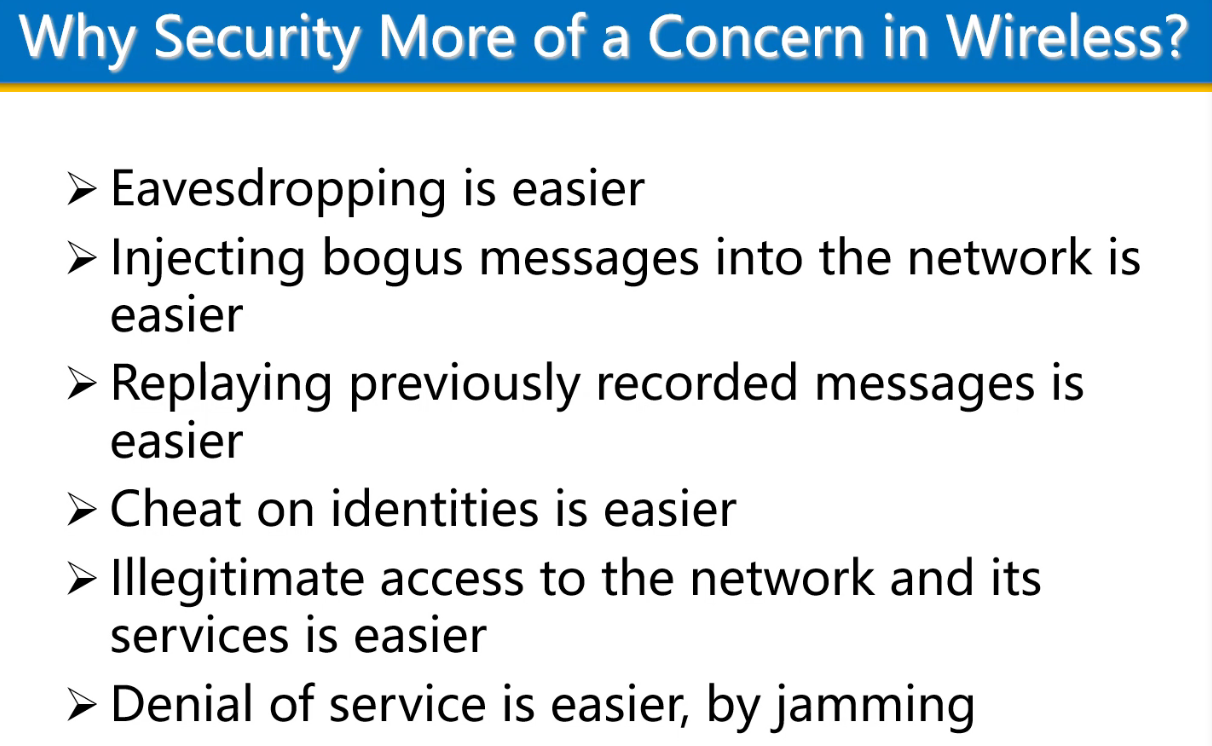 Why Security More of a Concern in Wireless?
➢ Eavesdropping is easier
➢ Injecting bogus messages into the network is
easier
➢ Replaying previously recorded messages is
easier
➢ Cheat on identities is easier
➢ Illegitimate access to the network and its
services is easier
➢ Denial of service is easier, by jamming